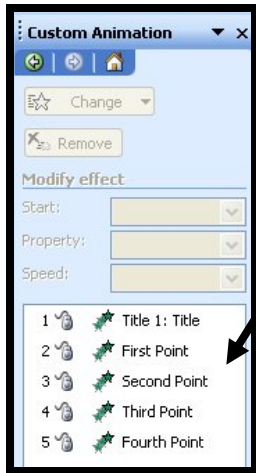 Custom Animation
Change
Remove
Modify effect
Start:
Property:
Speed:
1 Title 1: Title
2 First Point
3 Second Point
4 Third Point
5 Fourth Point